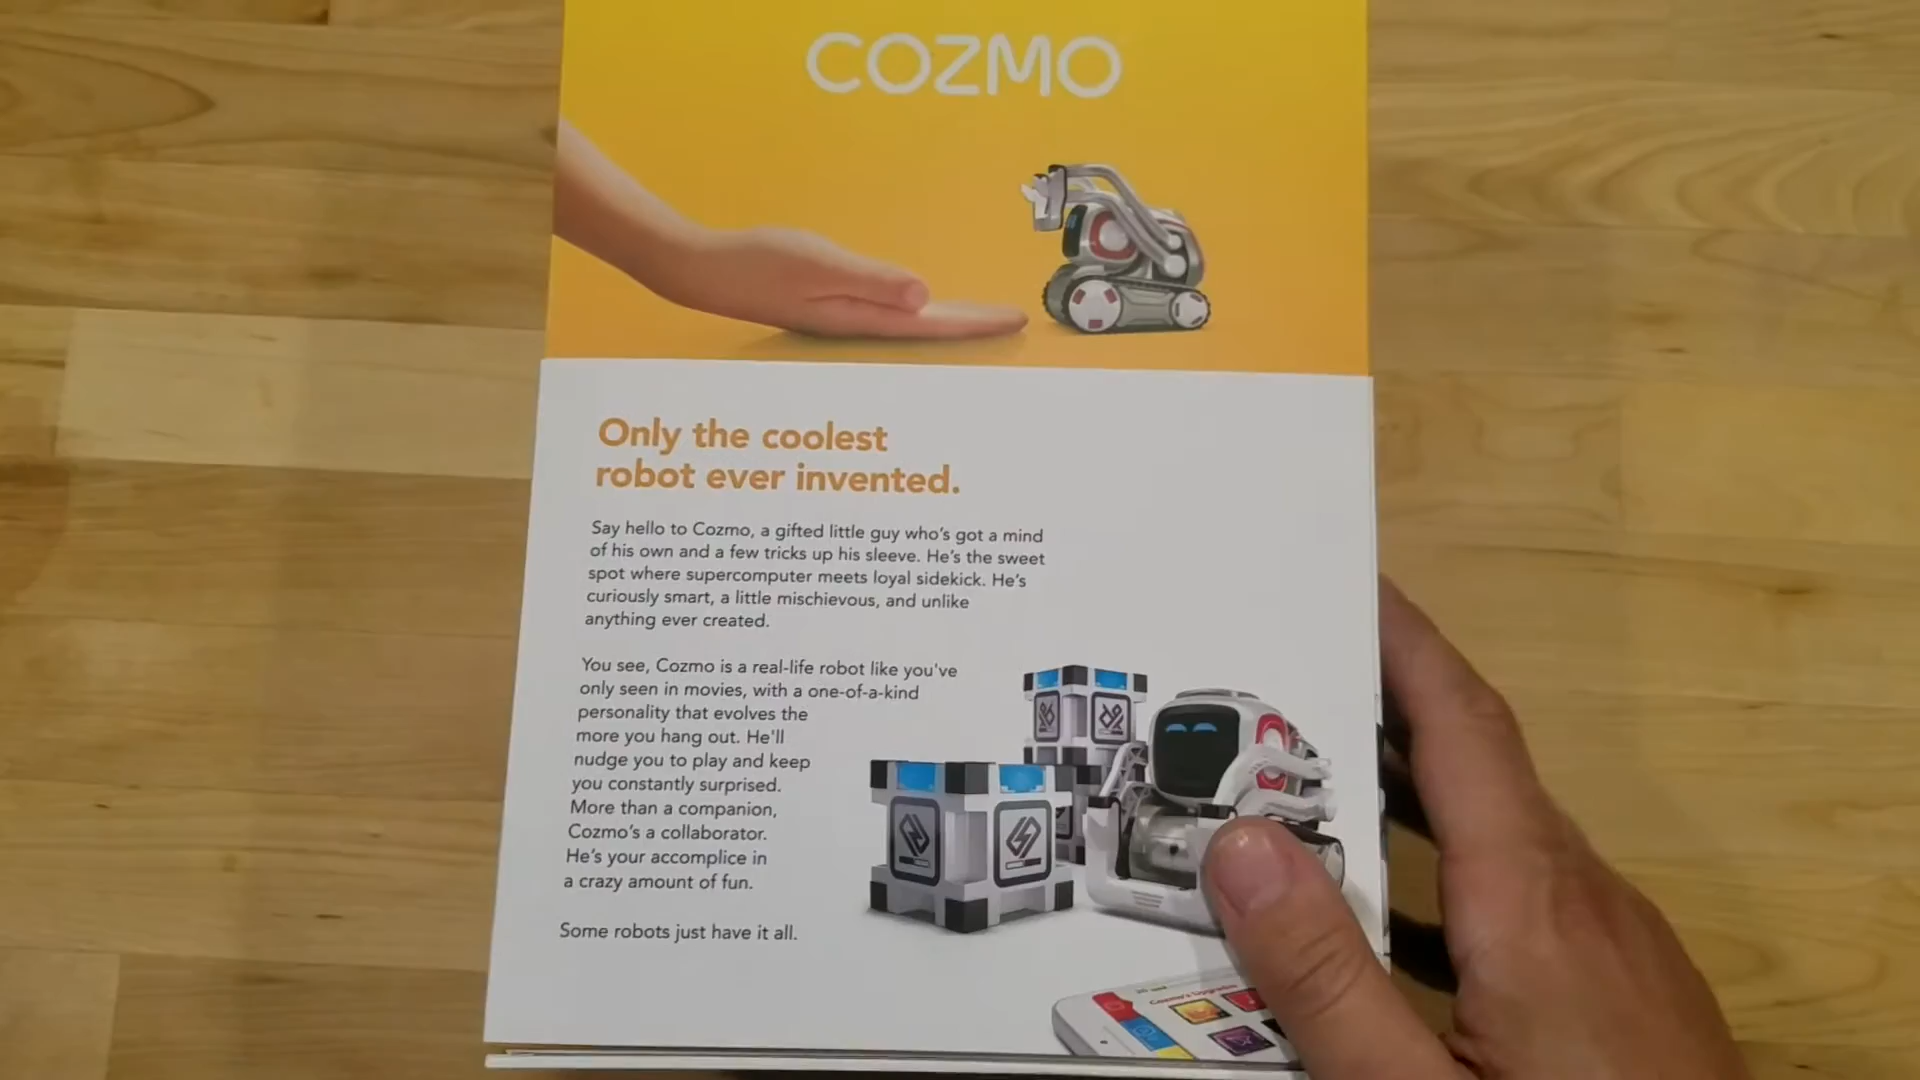 COZMO
Only the coolest
robot ever invented.
Say hello to Cozmo, a gifted little guy who's got a mind
of his own and a few tricks up his sleeve. He's the sweet
spot where supercomputer meets loyal sidekick. He's
curiously smart, a little mischievous, and unlike
anything ever created.
You see, Cozmo is a real-life robot like you've
only seen in movies, with a one-of-a-kind
personality that evolves the
more you hang out. He'll
nudge you to play and keep
you constantly surprised.
More than a companion,
Cozmo's a collaborator.
He's your accomplice in
a crazy amount of fun.
Some robots just have it all.
Cozmo's Upgrades